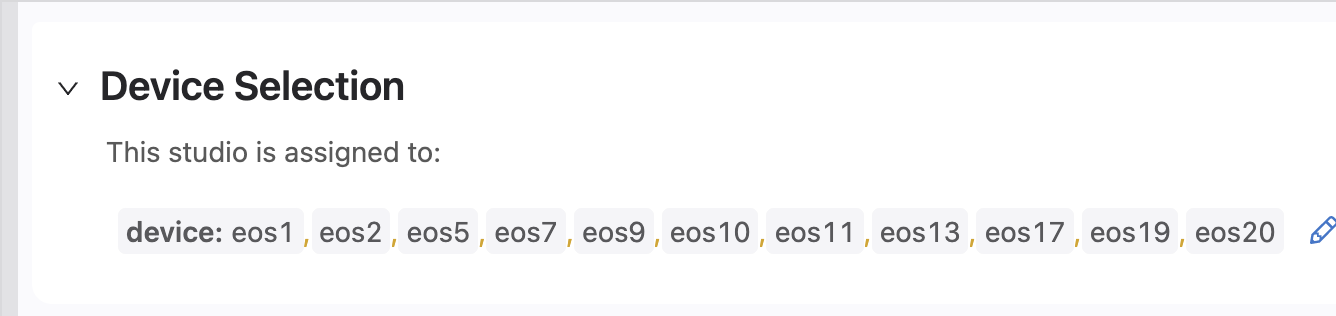 Device Selection
This studio is assigned to:
device: eos1 , eos2 , eos5 , eos7 , eos9 , eos10 , eos11 , eos13 , eos17 , eos19 , eos20